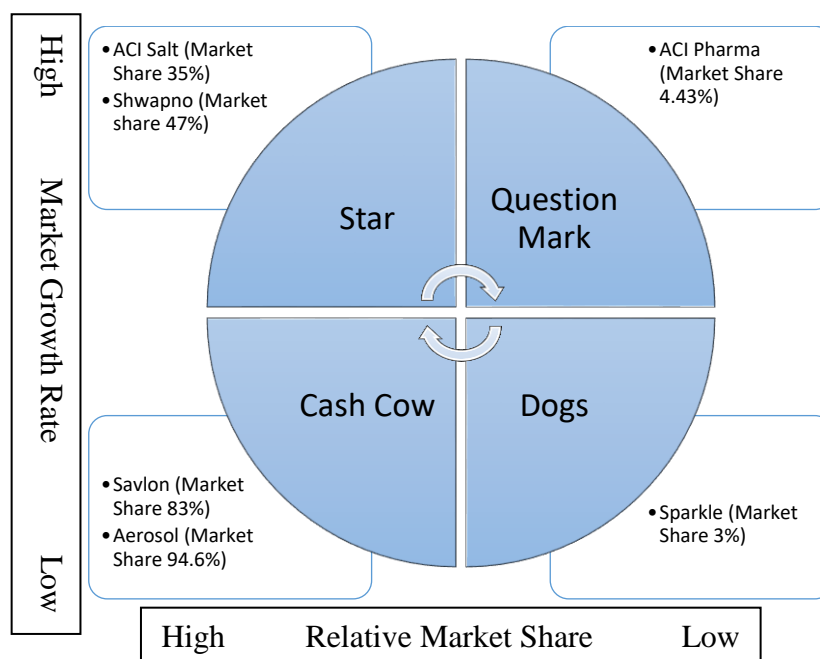 High
Market Growth Rate
Low
•ACI Salt (Market
Share 35%)
•Shwapno (Market
share 47%)
•ACI Pharma
(Market Share
4.43%)
Star
Question
Mark
Cash Cow
Dogs
•Savlon (Market
Share 83%)
•Aerosol (Market
Share 94.6%)
•Sparkle (Market
Share 3%)
High Relative Market Share Low